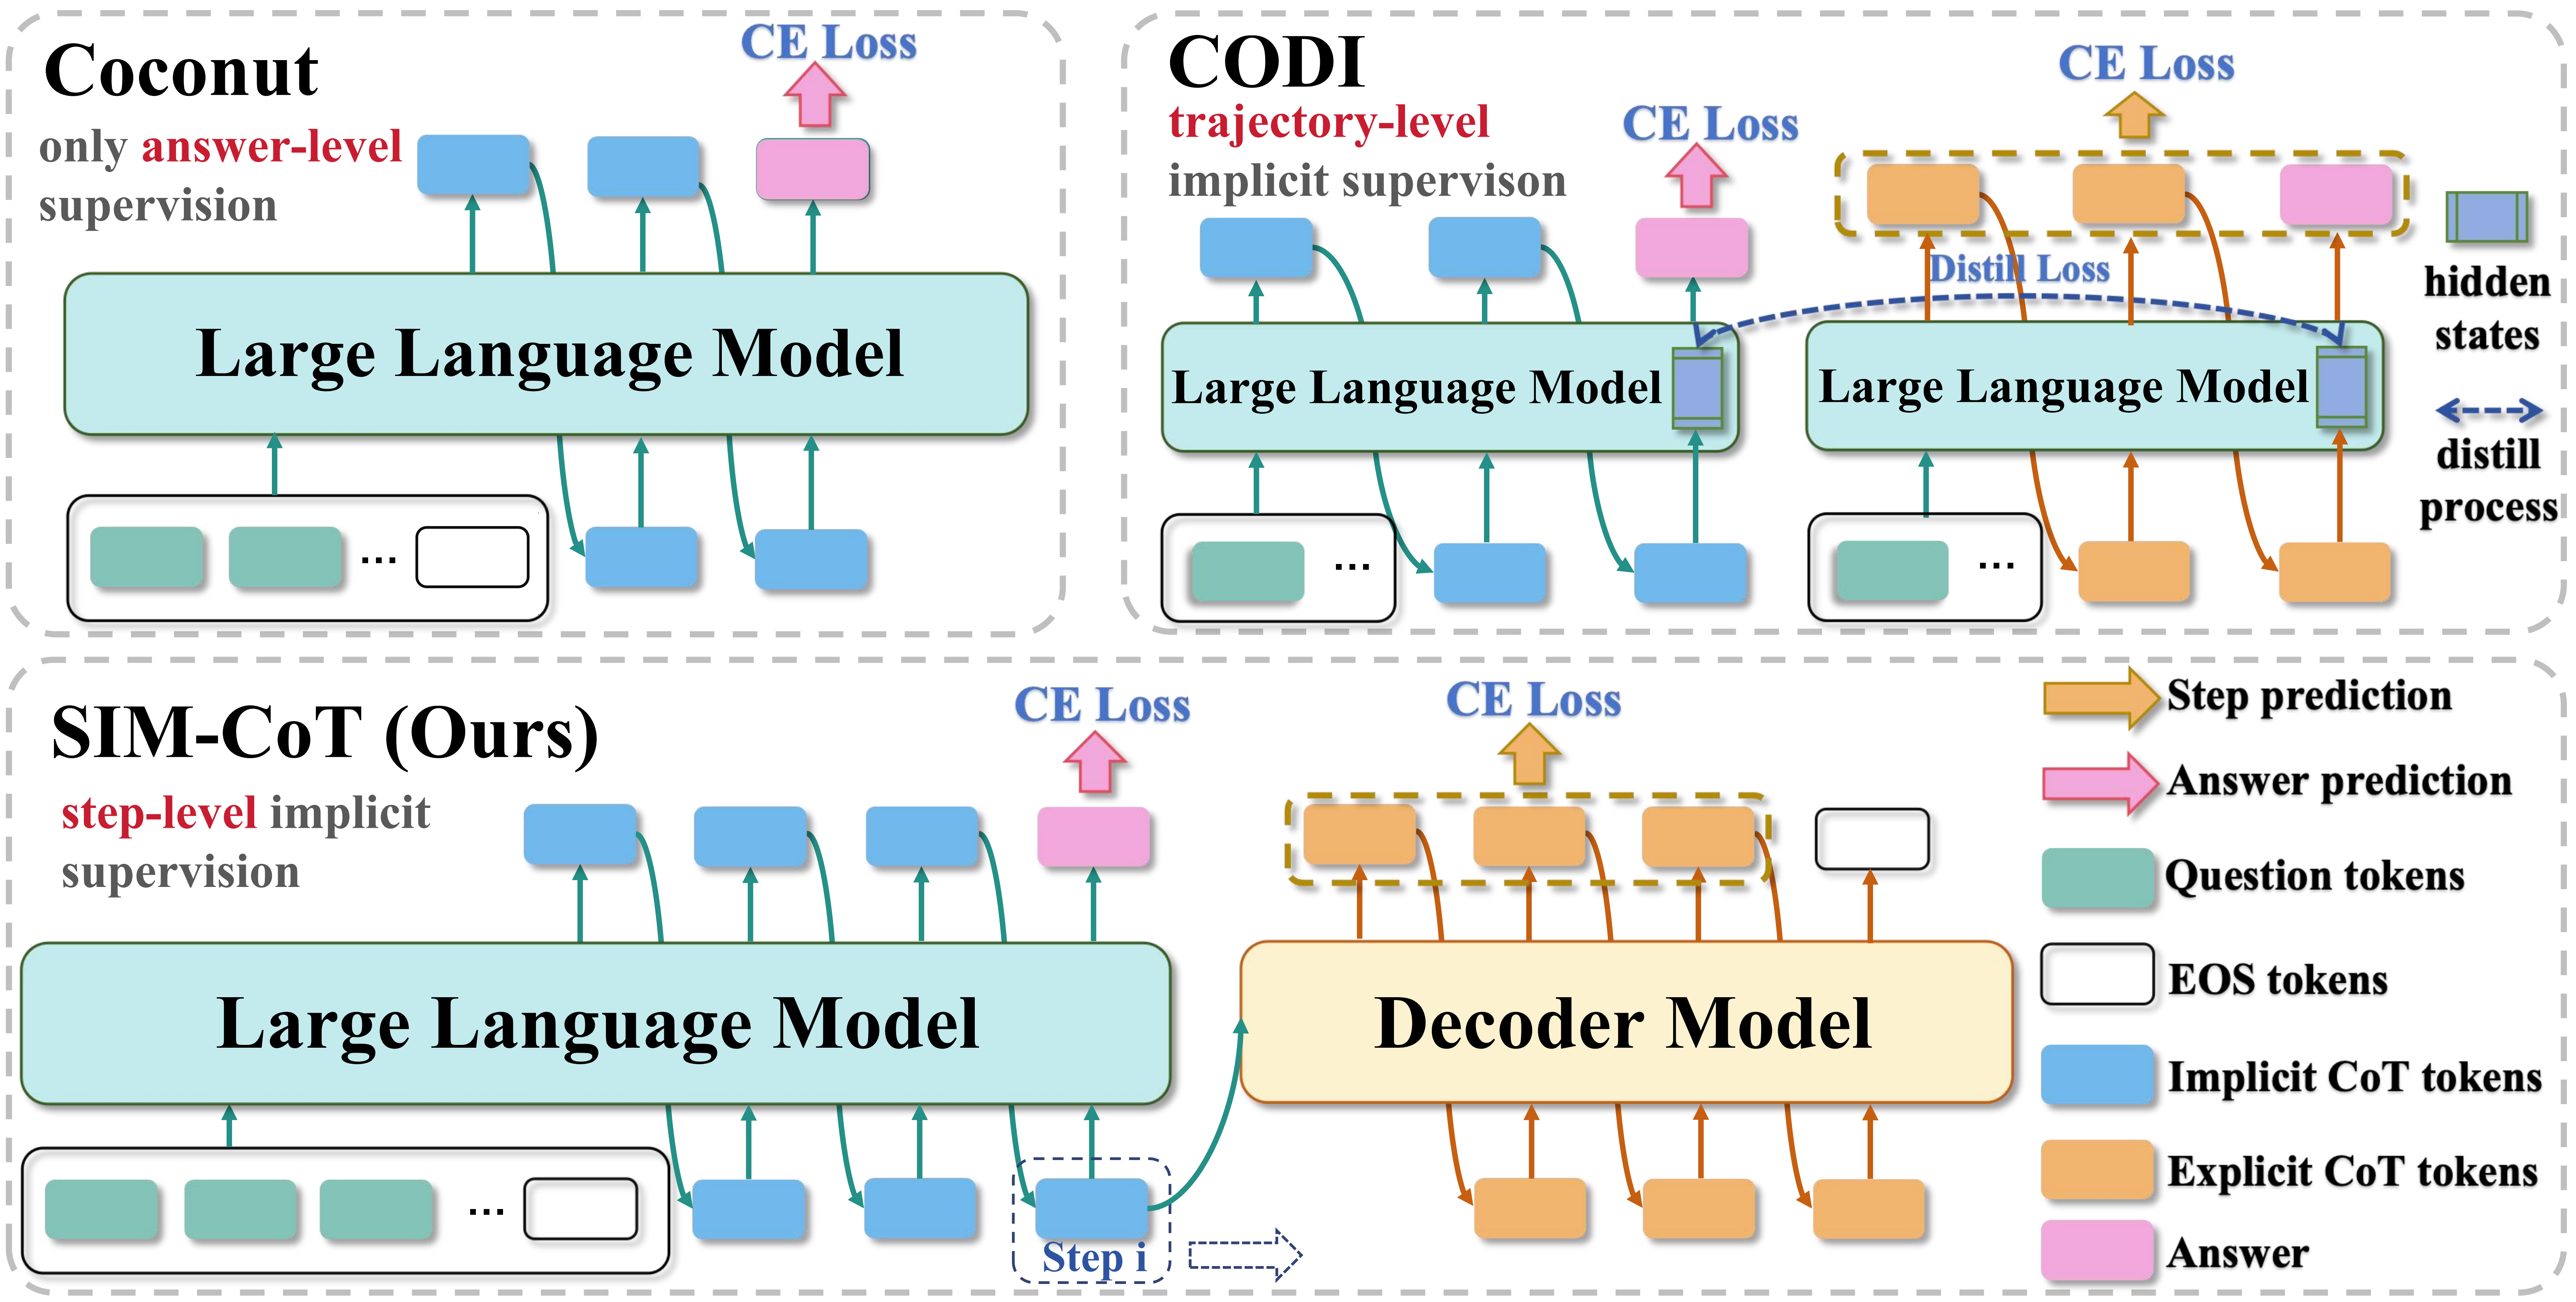 Coconut
only answer-level
supervision
CE Loss
Large Language Model
...
CODI
trajectory-level
implicit supervison
CE Loss
CE Loss
Distill Loss
Large Language Model
Large Language Model
...
...
hidden
states
distill
process
SIM-CoT (Ours)
step-level implicit
supervision
CE Loss
CE Loss
Large Language Model
Decoder Model
...
Step i
Step prediction
Answer prediction
Question tokens
EOS tokens
Implicit CoT tokens
Explicit CoT tokens
Answer